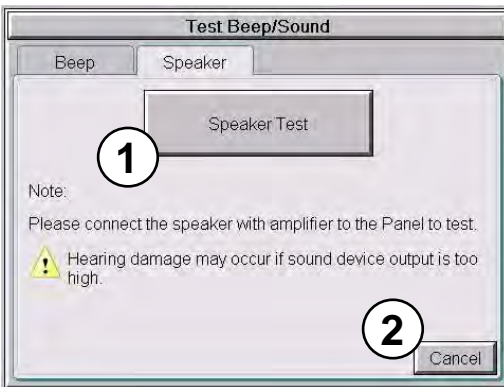 Test Beep/Sound
Beep
Speaker
Speaker Test
1
Note:
Please connect the speaker with amplifier to the Panel to test.
Hearing damage may occur if sound device output is too
high.
2
Cancel